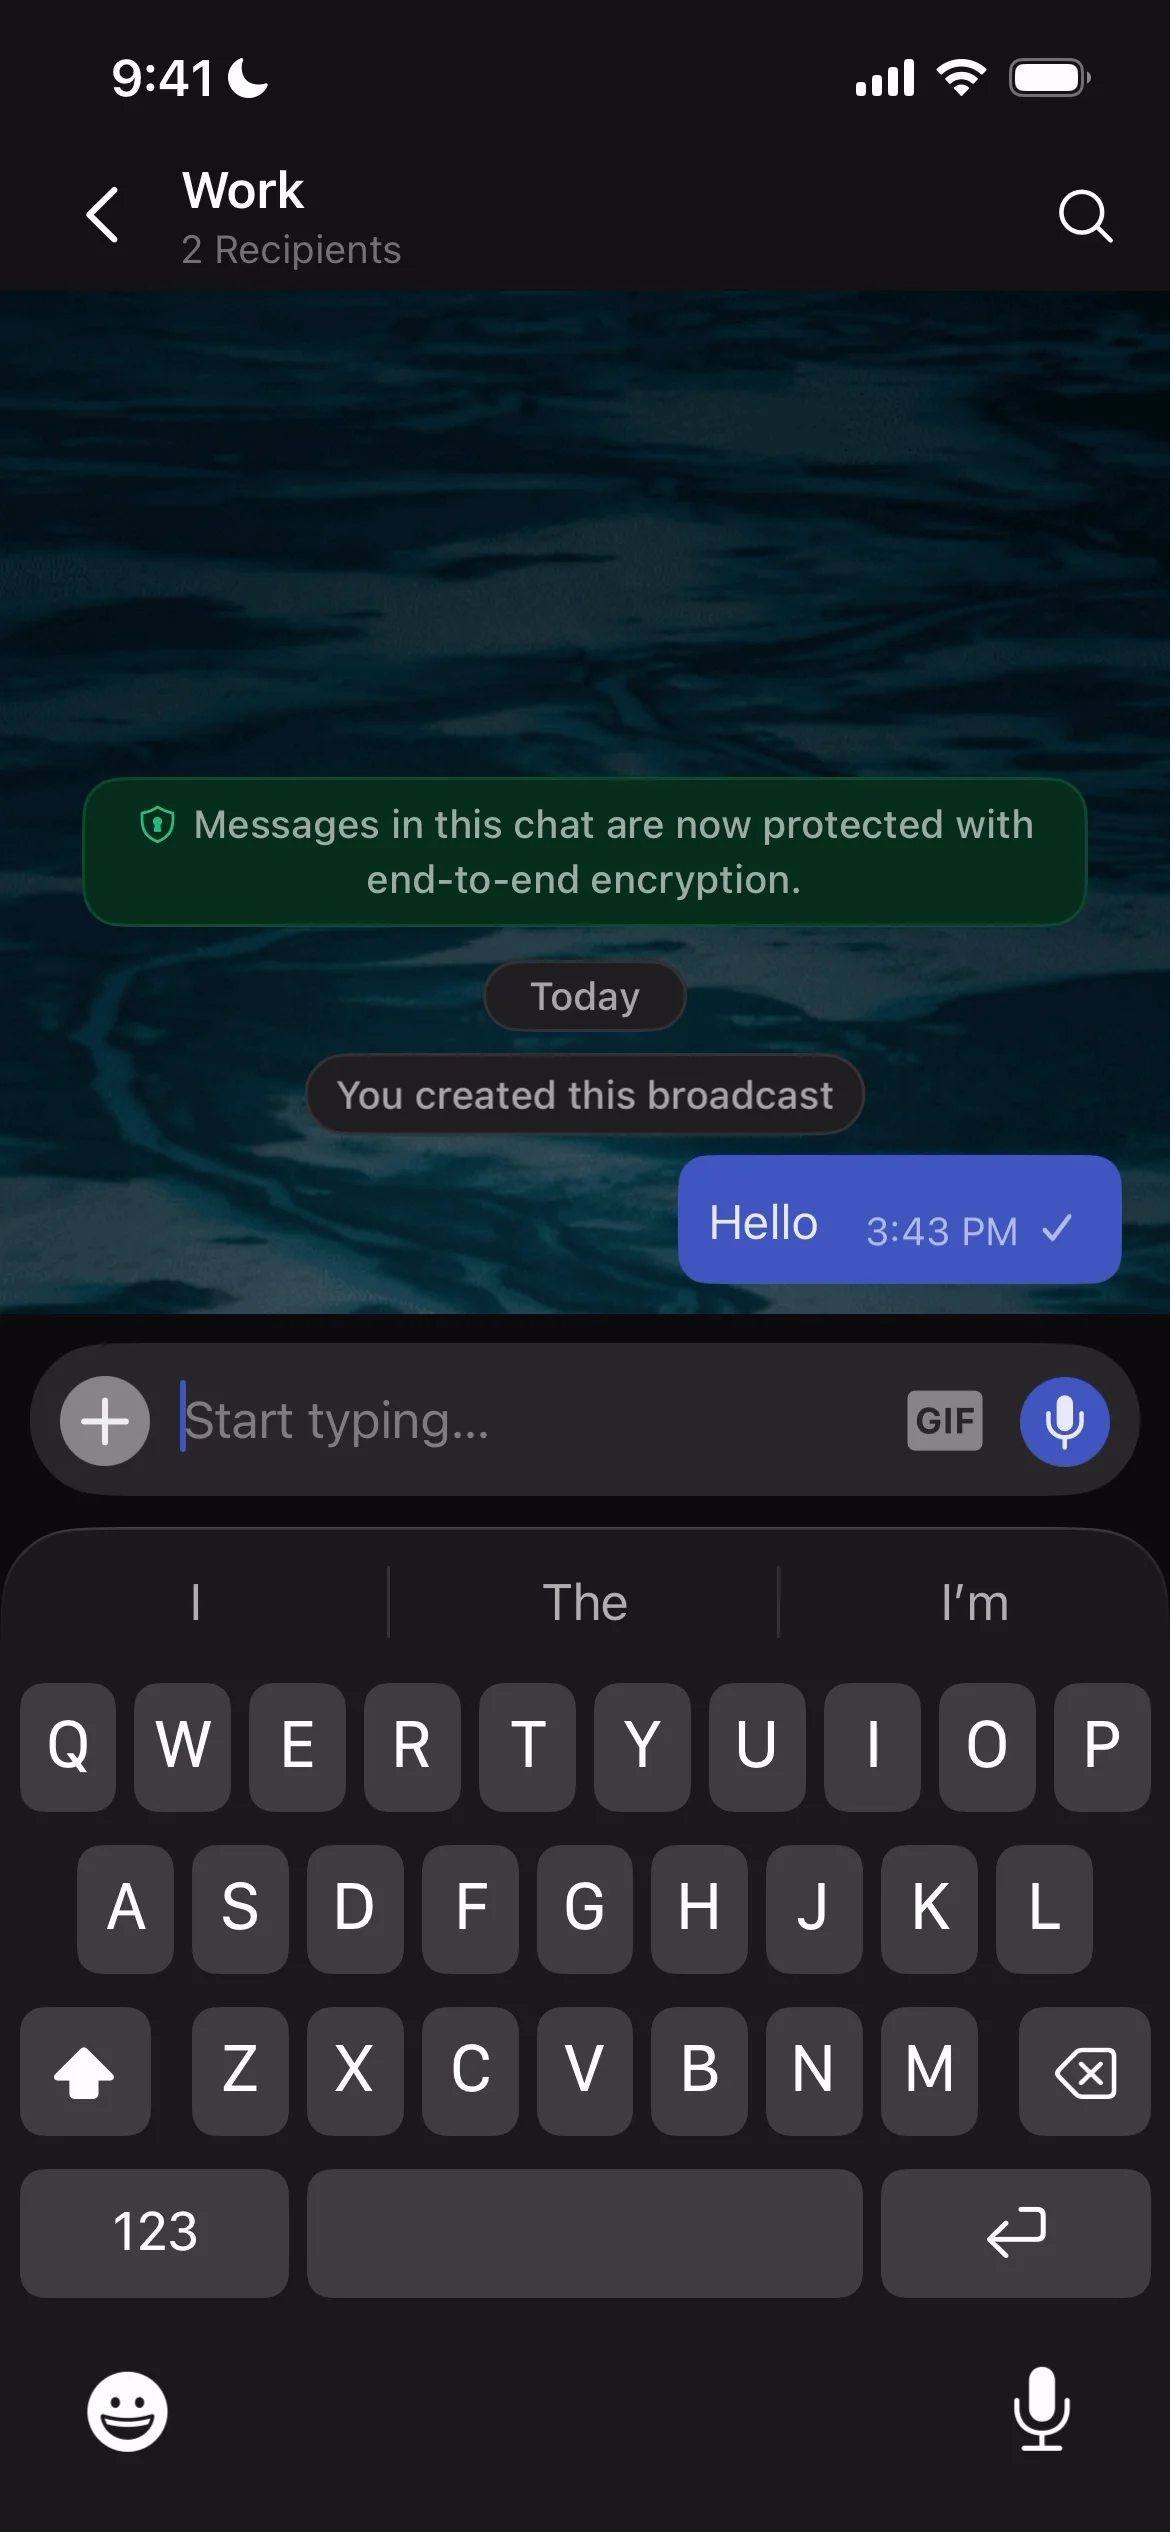 9:41
Work
2 Recipients
Messages in this chat are now protected with
end-to-end encryption.
Today
You created this broadcast
Hello 3:43 PM
Start typing...
GIF
I The I’m
Q W E R T Y U I O P
A S D F G H J K L
Z X C V B N M
123